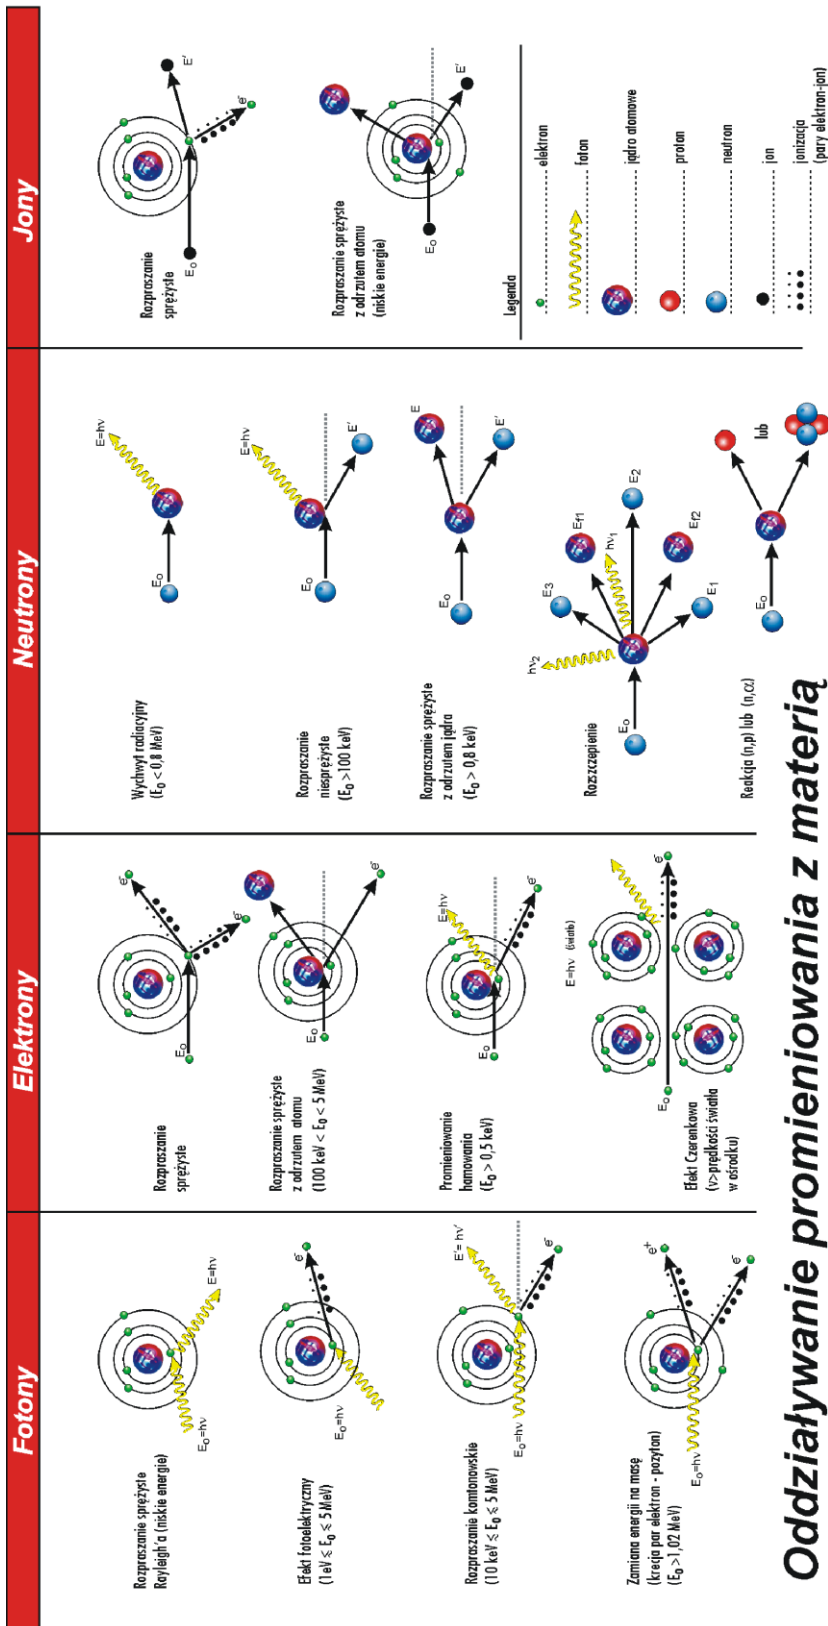 Fotony
Elektrony
Neutrony
Jony
Rozpraszanie sprężyste
Rayleigh'a (niskie energie)
E₀=hν
E=hν
Efekt fotoelektryczny
(1eV ⩽ E₀ ⩽ 5 MeV)
E₀=hν
e⁻
Rozpraszanie komtonowskie
(10 keV ⩽ E₀ ⩽ 5 MeV)
E₀=hν
E'= hν'
e⁻
Zamiana energii na masę
(krecja par elektron - pozyton)
(E₀ >1,02 MeV)
E₀=hν
e⁺
e⁻
Rozpraszanie
sprężyste
E₀
e⁻
e⁻
Rozpraszanie sprężyste
z odrzutem atomu
(100 keV < E₀ < 5 MeV)
E₀
e⁻
Promieniowanie
hamowania
(E₀ > 0,5 keV)
E₀
E=hν
e⁻
Efekt Czerenkowa
(v>prędkości światła
w ośrodku)
E₀
E=hν (światło)
e⁻
Wychwyt radiacyjny
(E₀ < 0,8 MeV)
E₀
E=hν
Rozpraszanie
niesprężyste
(E₀ >100 keV)
E₀
E=hν
E'
Rozpraszanie sprężyste
z odrzutem jądra
(E₀ > 0,8 keV)
E₀
E
E'
Rozszczepienie
E₀
hν₂
E₃
Ef1
hν₁
E₂
Ef2
E₁
Reakcja (n,p) lub (n,α)
E₀
lub
Rozpraszanie
sprężyste
E₀
E'
e⁻
Rozpraszanie sprężyste
z odrzutem atomu
(niskie energie)
E₀
E'
Legenda
elektron
foton
jądro atomowe
proton
neutron
jon
jonizacja
(pary elektron-jon)
Oddziaływanie promieniowania z materią